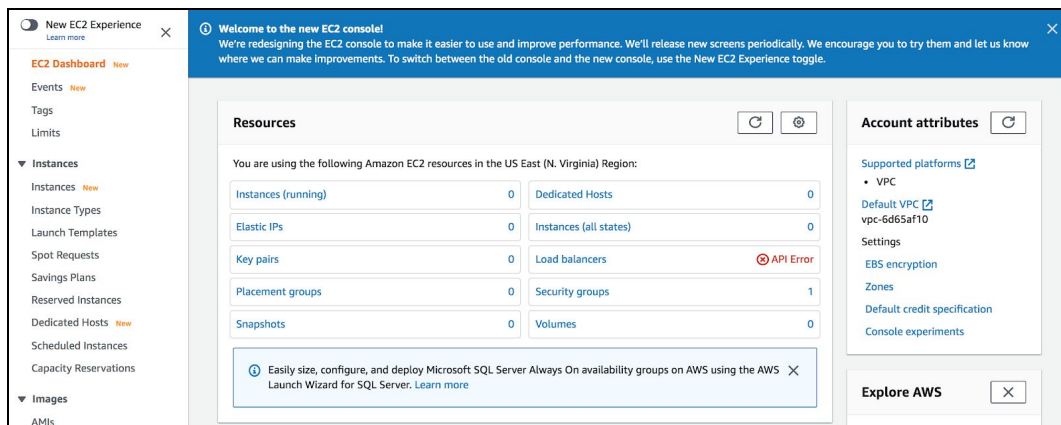 New EC2 Experience
Learn more
EC2 Dashboard New
Events New
Tags
Limits
Instances
Instances New
Instance Types
Launch Templates
Spot Requests
Savings Plans
Reserved Instances
Dedicated Hosts New
Scheduled Instances
Capacity Reservations
Images
AMIs
Welcome to the new EC2 console!
We're redesigning the EC2 console to make it easier to use and improve performance. We'll release new screens periodically. We encourage you to try them and let us know
where we can make improvements. To switch between the old console and the new console, use the New EC2 Experience toggle.
Resources
You are using the following Amazon EC2 resources in the US East (N. Virginia) Region:
Instances (running) 0 Dedicated Hosts 0
Elastic IPs 0 Instances (all states) 0
Key pairs 0 Load balancers API Error
Placement groups 0 Security groups 1
Snapshots 0 Volumes 0
Easily size, configure, and deploy Microsoft SQL Server Always On availability groups on AWS using the AWS
Launch Wizard for SQL Server. Learn more
Account attributes
Supported platforms
• VPC
Default VPC
vpc-6d65af10
Settings
EBS encryption
Zones
Default credit specification
Console experiments
Explore AWS